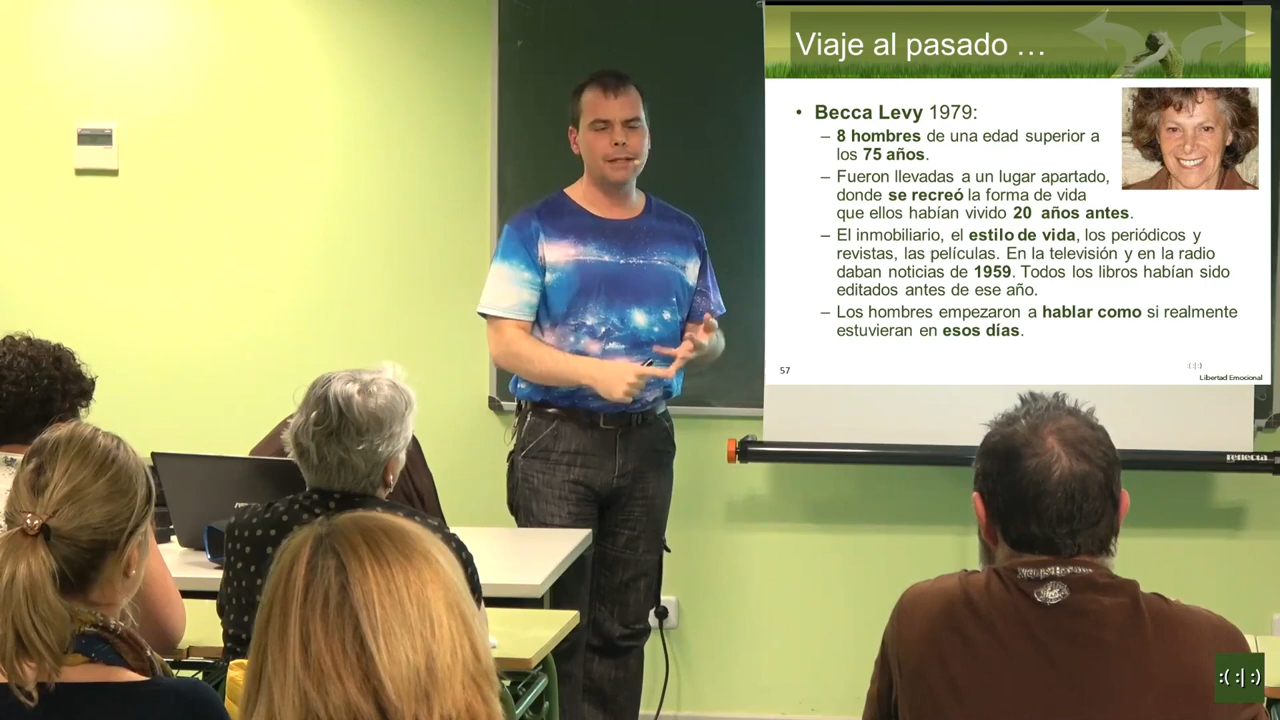 Viaje al pasado …
• Becca Levy 1979:
– 8 hombres de una edad superior a
los 75 años.
– Fueron llevadas a un lugar apartado,
donde se recreó la forma de vida
que ellos habían vivido 20 años antes.
– El inmobiliario, el estilo de vida, los periódicos y
revistas, las películas. En la televisión y en la radio
daban noticias de 1959. Todos los libros habían sido
editados antes de ese año.
– Los hombres empezaron a hablar como si realmente
estuvieran en esos días.
57
:(:|:)
Libertad Emocional
:( :| :)